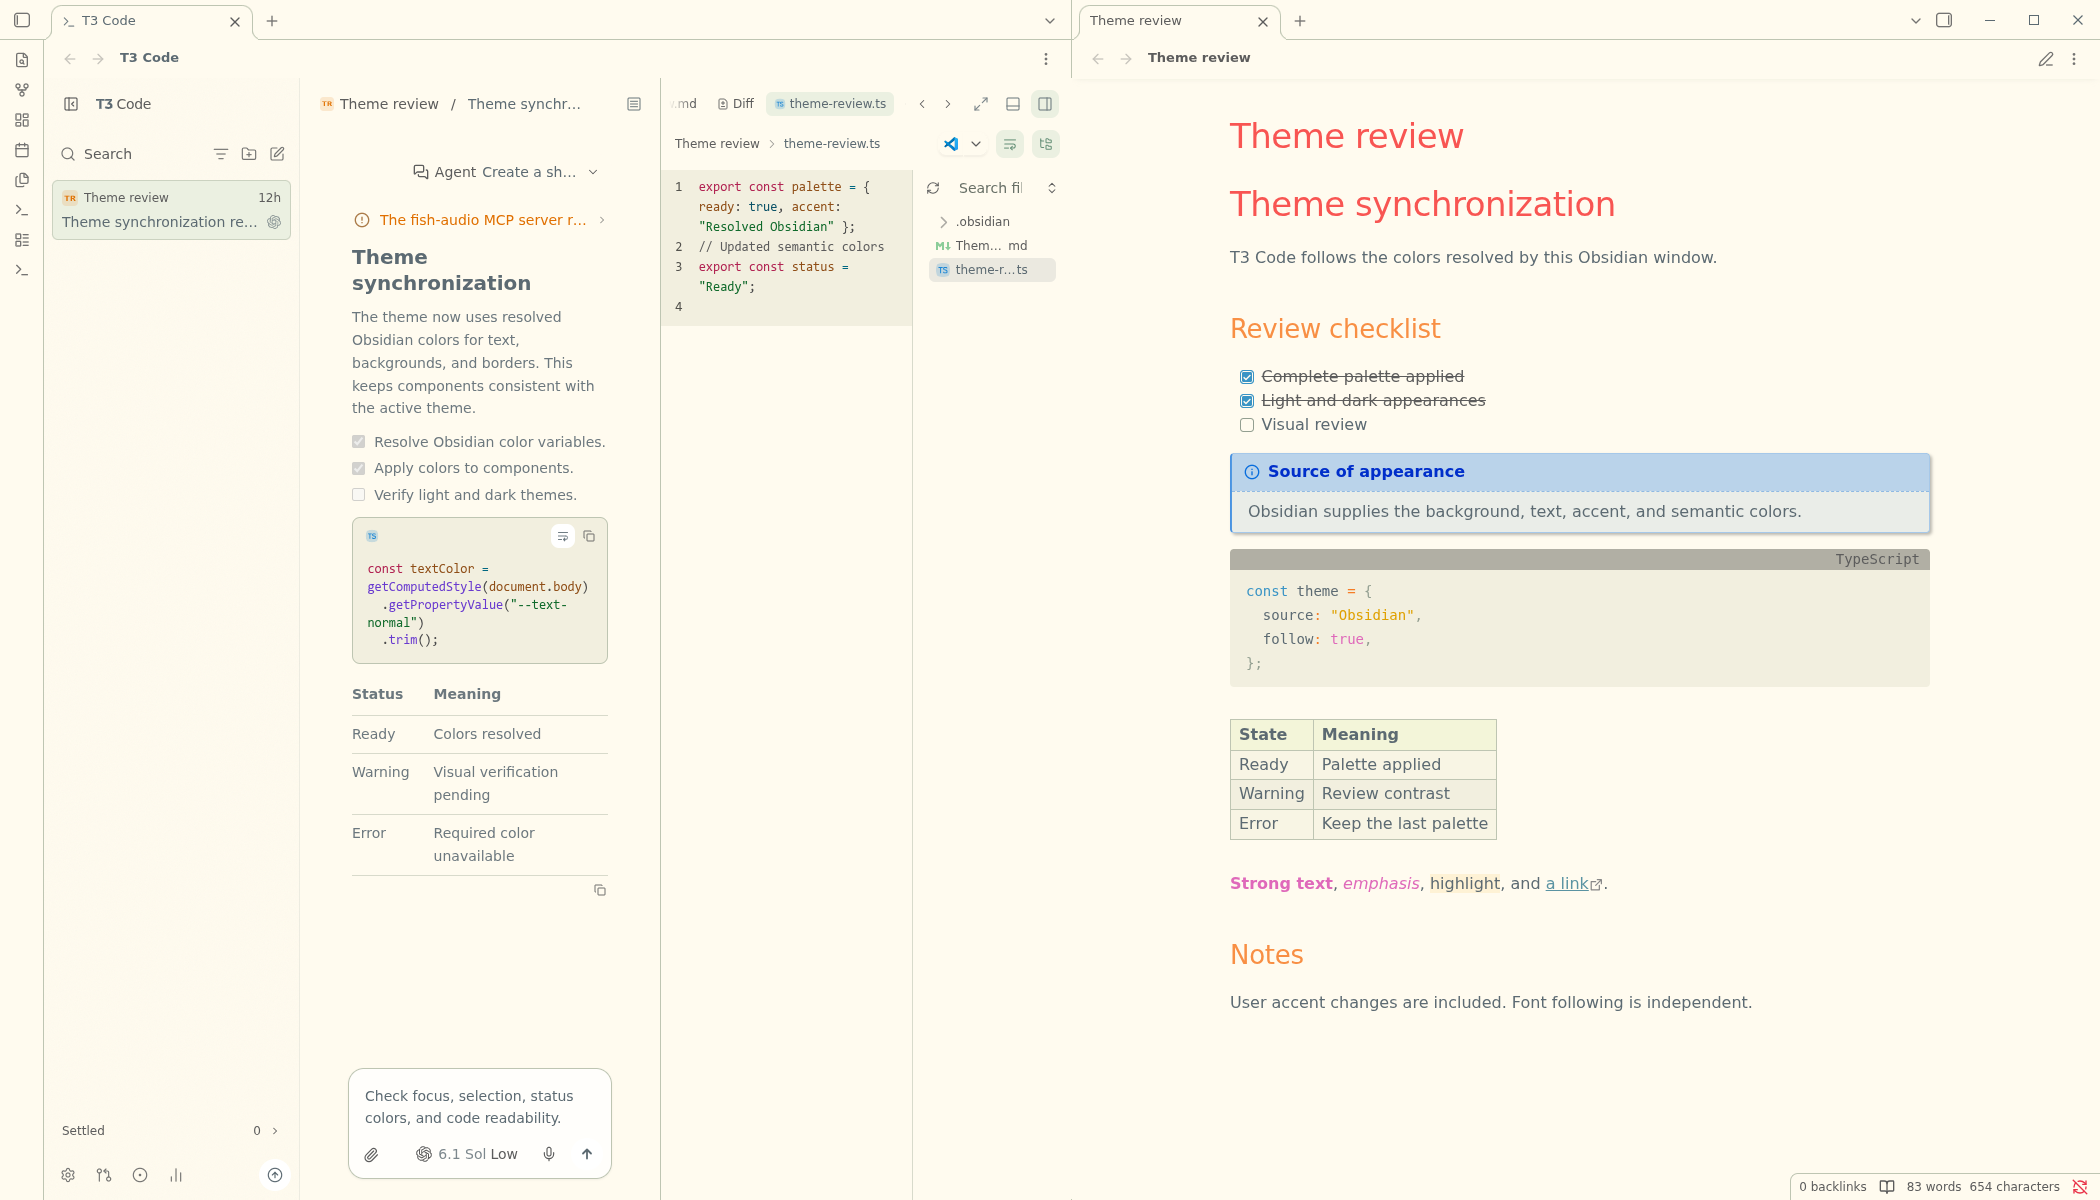 T3 Code
Theme review
T3 Code
Theme review
T3 Code
Search
TR Theme review 12h
Theme synchronization re...
Settled 0
TR Theme review / Theme synchr...
Agent Create a sh...
The fish-audio MCP server r...
Theme
synchronization
The theme now uses resolved
Obsidian colors for text,
backgrounds, and borders. This
keeps components consistent with
the active theme.
Resolve Obsidian color variables.
Apply colors to components.
Verify light and dark themes.
TS
const textColor =
getComputedStyle(document.body)
.getPropertyValue("--text-
normal")
.trim();
Status Meaning
Ready Colors resolved
Warning Visual verification
pending
Error Required color
unavailable
Check focus, selection, status
colors, and code readability.
6.1 Sol Low
.md Diff TS theme-review.ts
Theme review > theme-review.ts
1 export const palette = {
ready: true, accent:
"Resolved Obsidian" };
2 // Updated semantic colors
3 export const status =
"Ready";
4
Search fil
.obsidian
M Them... md
TS theme-r...ts
Theme review
Theme synchronization
T3 Code follows the colors resolved by this Obsidian window.
Review checklist
Complete palette applied
Light and dark appearances
Visual review
Source of appearance
Obsidian supplies the background, text, accent, and semantic colors.
TypeScript
const theme = {
source: "Obsidian",
follow: true,
};
State Meaning
Ready Palette applied
Warning Review contrast
Error Keep the last palette
Strong text, emphasis, highlight, and a link.
Notes
User accent changes are included. Font following is independent.
0 backlinks 83 words 654 characters